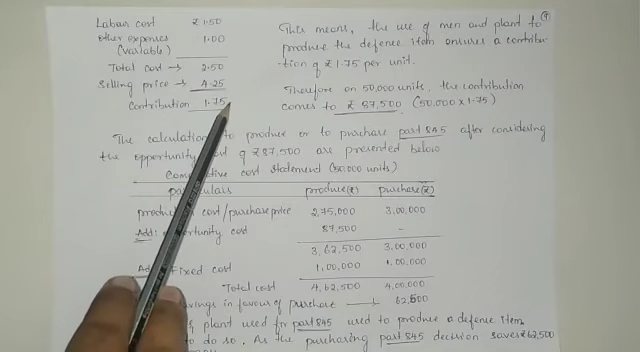 Labour cost ₹ 1.50
other expenses 1.00
(variable)
Total cost → 2.50
Selling price → 4.25
Contribution 1.75
4
This means, the use of men and plant to
produce the defence item ensures a contribu-
tion of ₹ 1.75 per unit.
Therefore on 50,000 units, the contribution
comes to ₹ 87,500 (50,000 x 1.75)
The calculation to produce or to purchase part 845 after considering
the opportunity of ₹ 87,500 are presented below
cost statement (50,000 units)
particulars produce(₹) purchase(₹)
cost/purchase price 2,75,000 3,00,000
Add: cost 87,500 -
3,62,500 3,00,000
Fixed cost 1,00,000 1,00,000
Total cost 4,62,500 4,00,000
in favour of purchase → 62,500
plant used for part 845 used to produce a defence item
to do so. As the purchasing part 845 decision saves ₹62,500